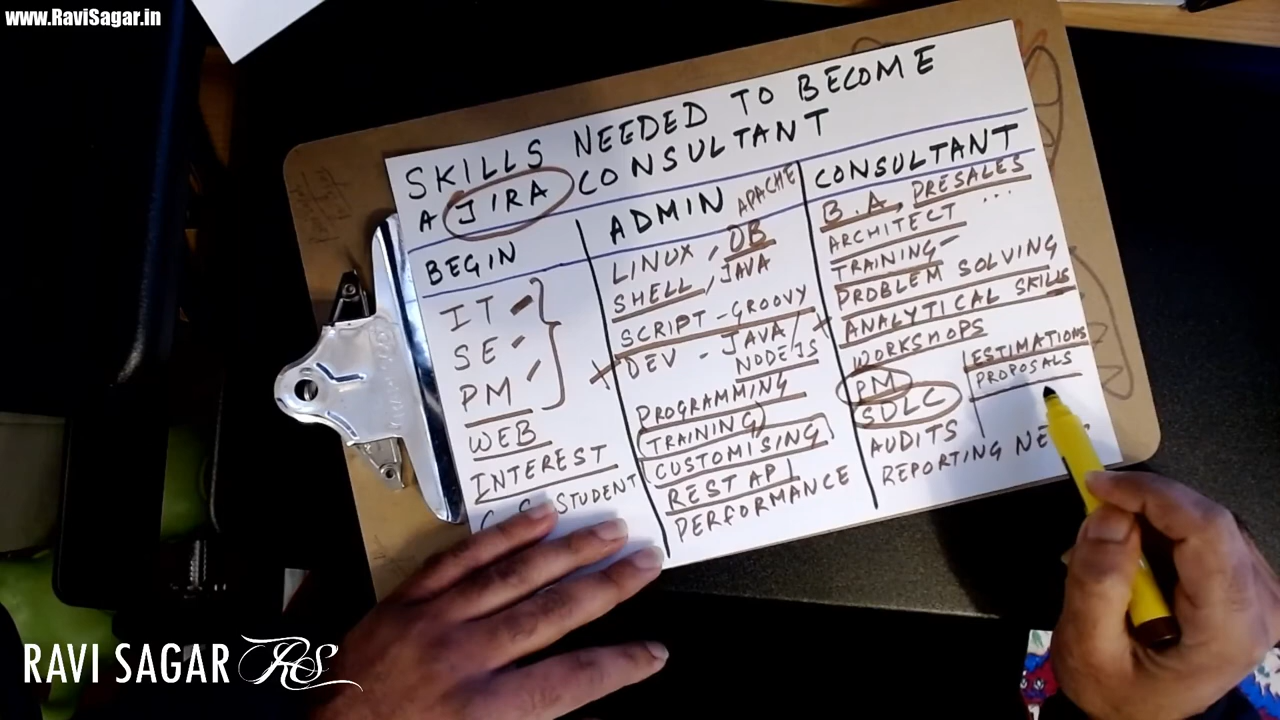 www.RaviSagar.in
SKILLS NEEDED TO BECOME
A JIRA CONSULTANT
BEGIN
IT
SE
PM
WEB
INTEREST
STUDENT
ADMIN APACHE
LINUX, DB
SHELL, JAVA
SCRIPT - GROOVY
DEV - JAVA/
NODEJS
PROGRAMMING
TRAINING
CUSTOMISING
REST API
PERFORMANCE
CONSULTANT
B.A, PRESALES
ARCHITECT ...
TRAINING
PROBLEM SOLVING
ANALYTICAL SKILLS
WORKSHOPS
PM
SDLC
AUDITS
REPORTING
ESTIMATIONS
PROPOSALS
RAVI SAGAR RS